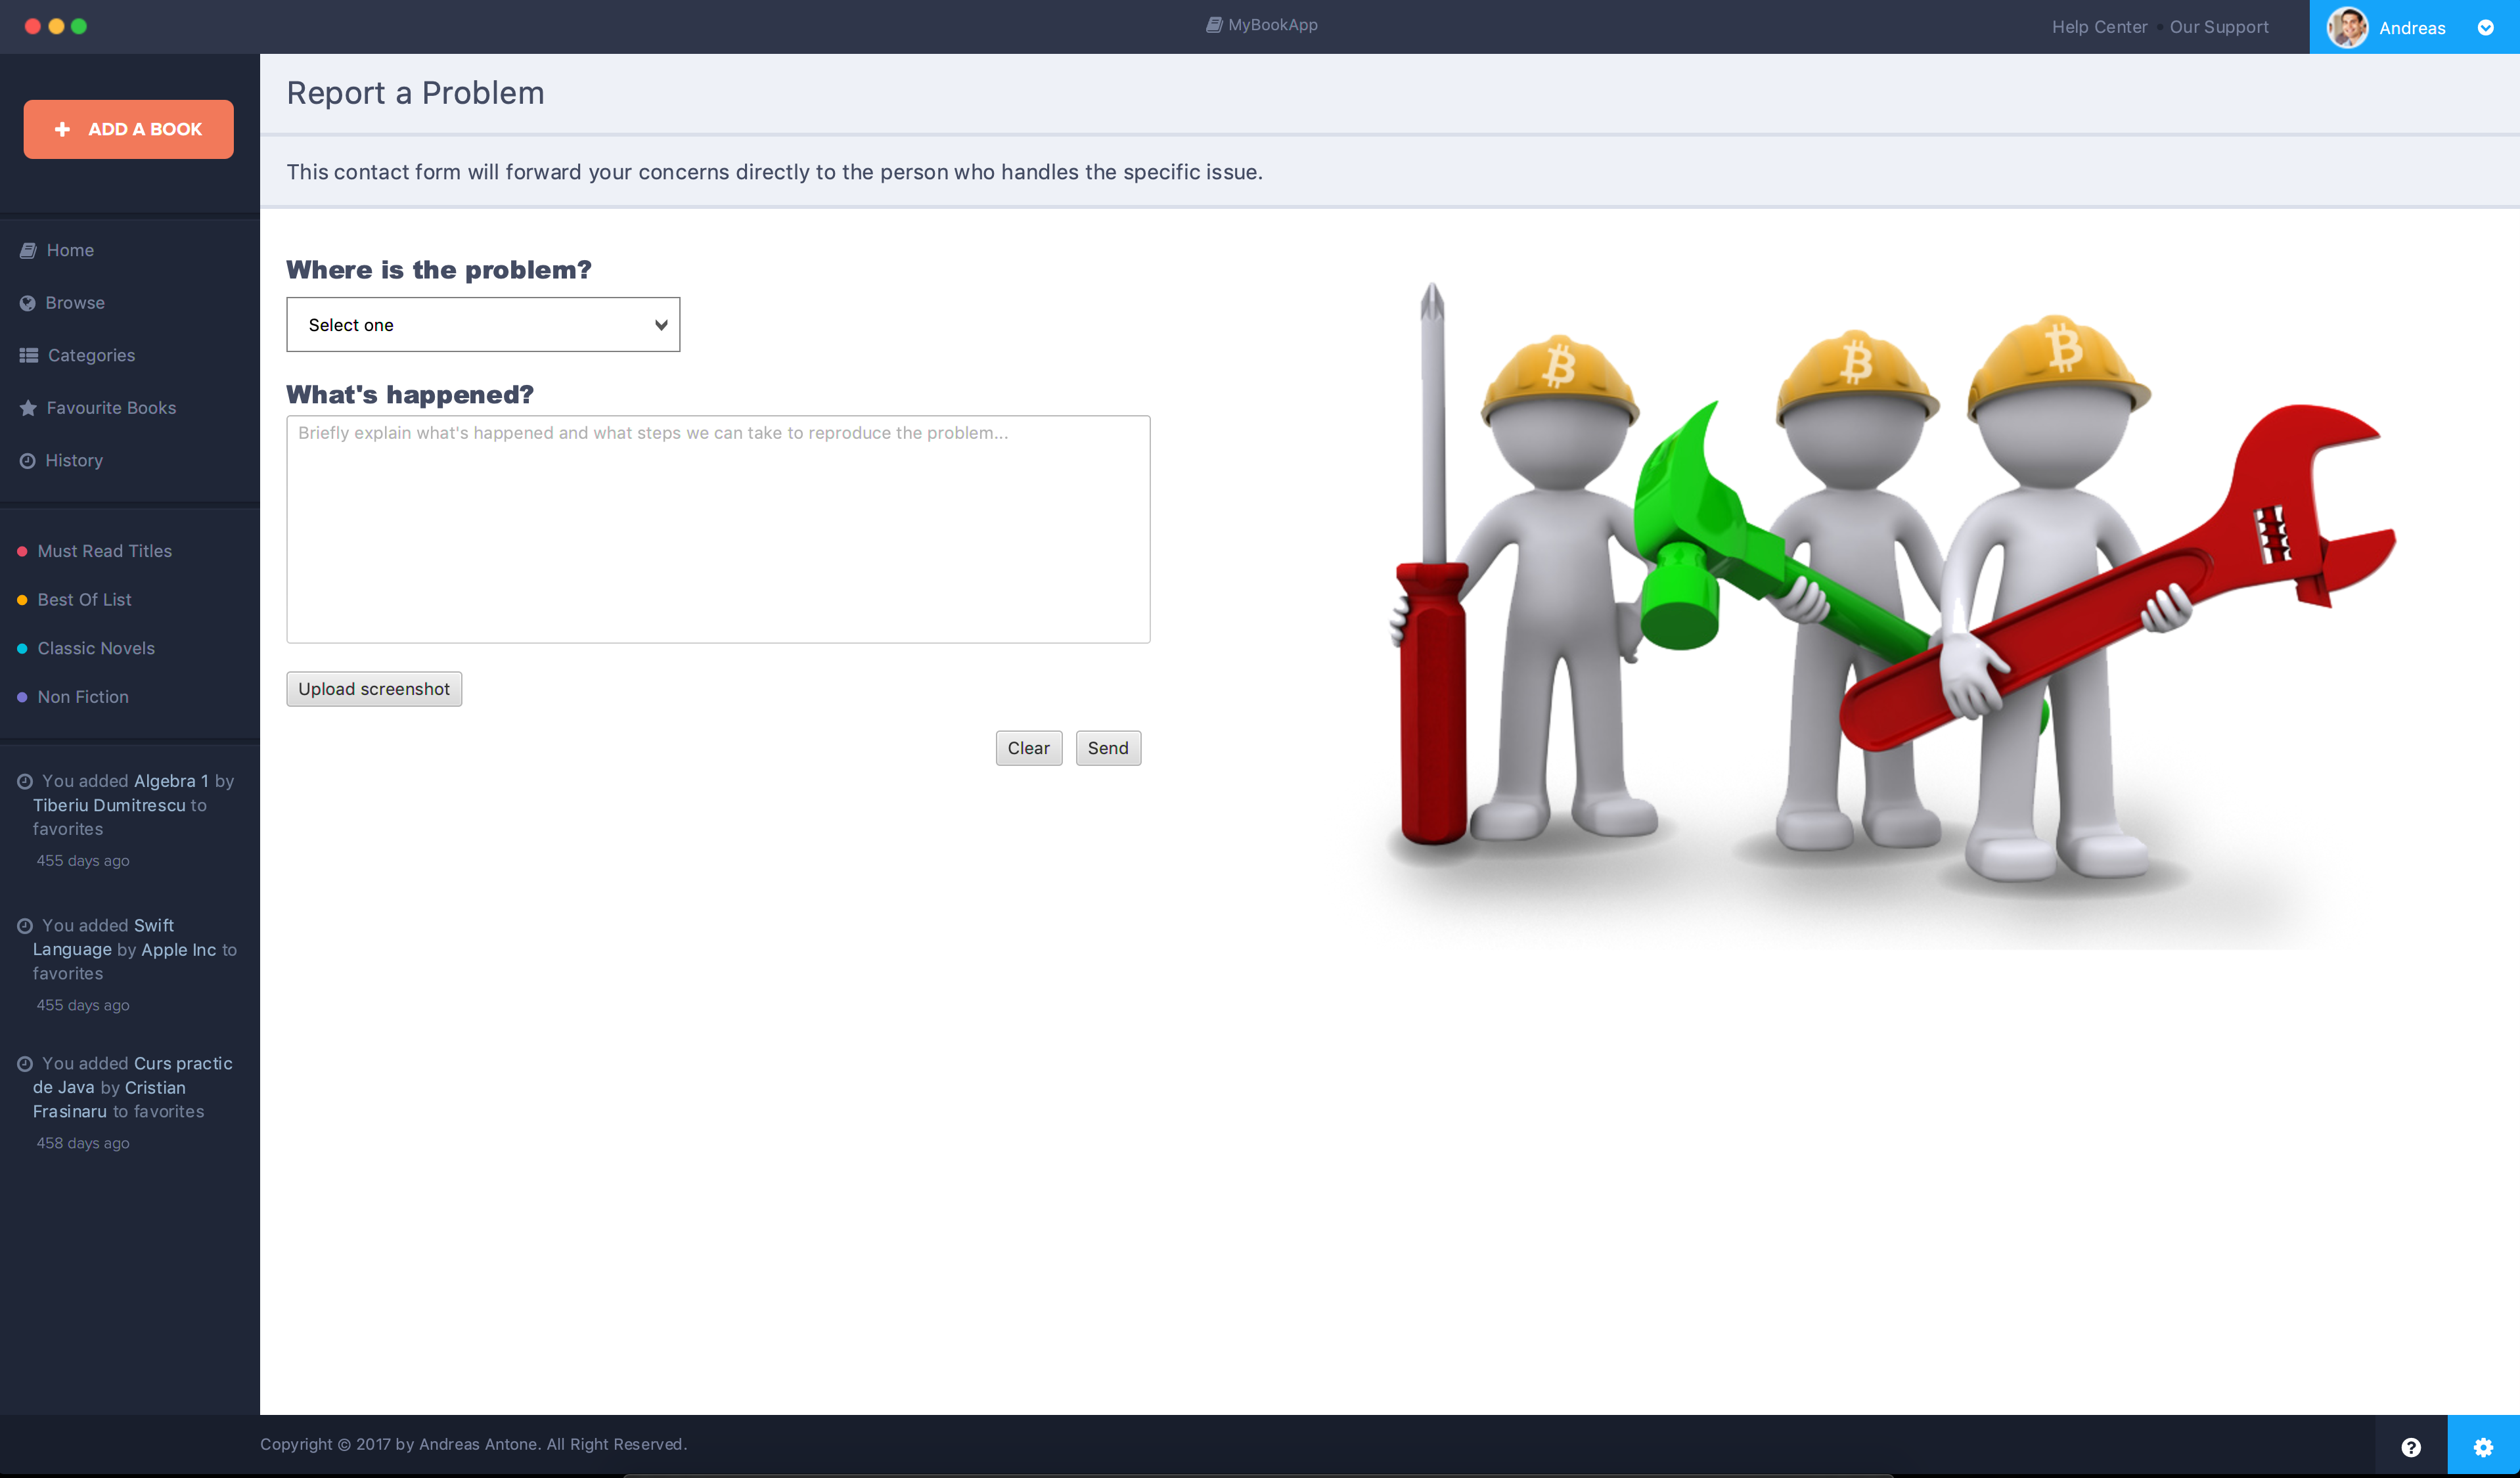 MyBookApp
Help Center • Our Support
Andreas
+ ADD A BOOK
Report a Problem
This contact form will forward your concerns directly to the person who handles the specific issue.
Home
Browse
Categories
Favourite Books
History
Must Read Titles
Best Of List
Classic Novels
Non Fiction
You added Algebra 1 by
Tiberiu Dumitrescu to
favorites
455 days ago
You added Swift
Language by Apple Inc to
favorites
455 days ago
You added Curs practic
de Java by Cristian
Frasinaru to favorites
458 days ago
Where is the problem?
Select one
What's happened?
Briefly explain what's happened and what steps we can take to reproduce the problem...
Upload screenshot
Clear
Send
Copyright © 2017 by Andreas Antone. All Right Reserved.